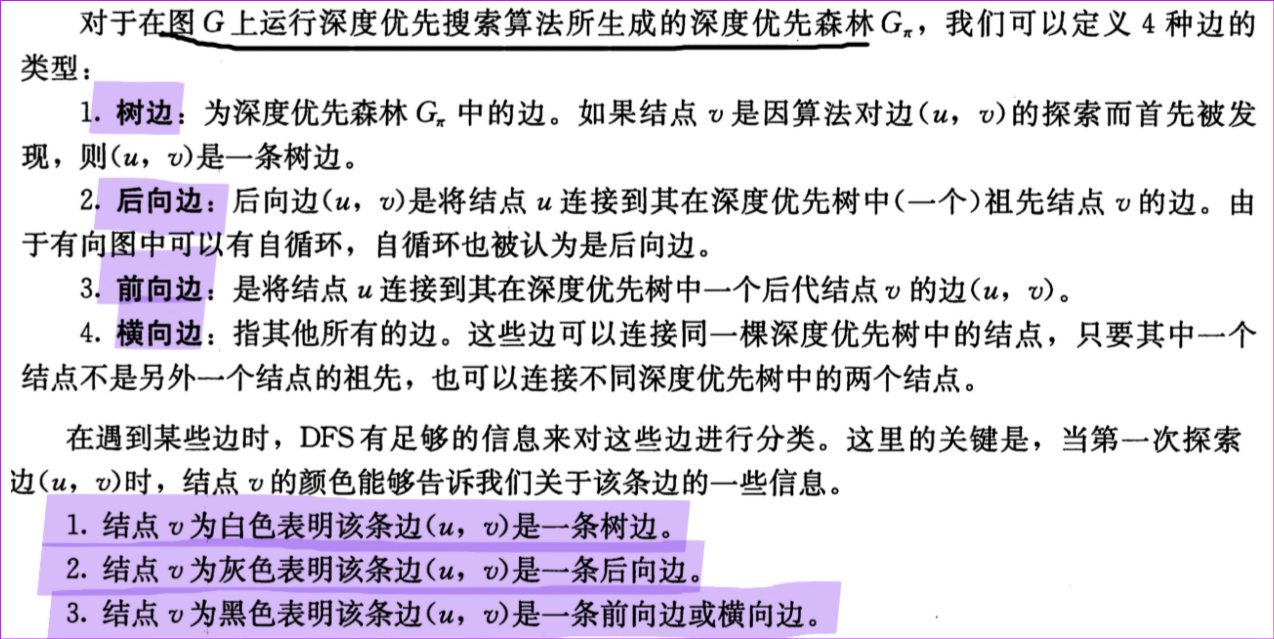 对于在图 G 上运行深度优先搜索算法所生成的深度优先森林 Gπ，我们可以定义 4 种边的
类型：
1. 树边：为深度优先森林 Gπ 中的边。如果结点 v 是因算法对边(u，v)的探索而首先被发
现，则(u，v)是一条树边。
2. 后向边：后向边(u，v)是将结点 u 连接到其在深度优先树中(一个)祖先结点 v 的边。由
于有向图中可以有自循环，自循环也被认为是后向边。
3. 前向边：是将结点 u 连接到其在深度优先树中一个后代结点 v 的边(u，v)。
4. 横向边：指其他所有的边。这些边可以连接同一棵深度优先树中的结点，只要其中一个
结点不是另外一个结点的祖先，也可以连接不同深度优先树中的两个结点。
在遇到某些边时，DFS 有足够的信息来对这些边进行分类。这里的关键是，当第一次探索
边(u，v)时，结点 v 的颜色能够告诉我们关于该条边的一些信息。
1. 结点 v 为白色表明该条边(u，v)是一条树边。
2. 结点 v 为灰色表明该条边(u，v)是一条后向边。
3. 结点 v 为黑色表明该条边(u，v)是一条前向边或横向边。